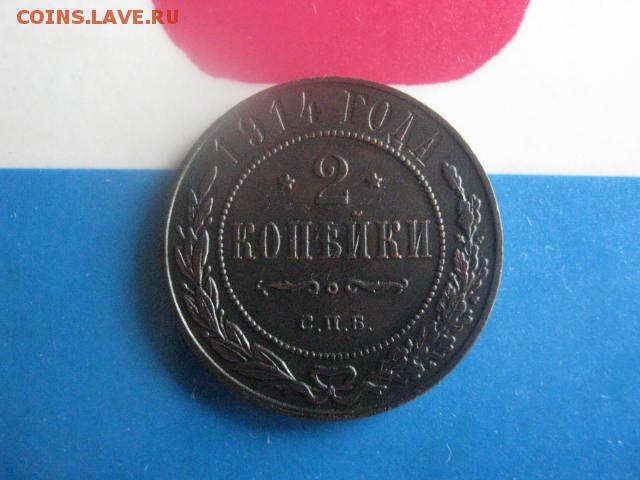 COINS.LAVE.RU
1914 ГОДА
* 2 *
КОПѢЙКИ
С.П.Б.